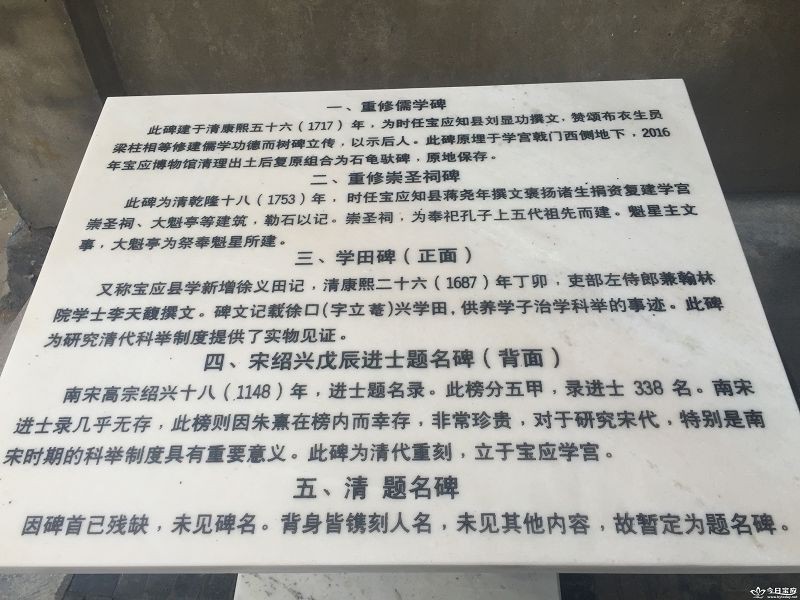 一、重修儒学碑
此碑建于清康熙五十六（1717）年，为时任宝应知县刘显功撰文，赞颂布衣生员
梁柱相等修建儒学功德而树碑立传，以示后人。此碑原埋于学宫戟门西侧地下，2016
年宝应博物馆清理出土后复原组合为石龟驮碑，原地保存。
二、重修崇圣祠碑
此碑为清乾隆十八（1753）年，时任宝应知县蒋尧年撰文褒扬诸生捐资复建学宫
崇圣祠、大魁亭等建筑，勒石以记。崇圣祠，为奉祀孔子上五代祖先而建。魁星主文
事，大魁亭为祭奉魁星所建。
三、学田碑（正面）
又称宝应县学新增徐义田记，清康熙二十六（1687）年丁卯，吏部左侍郎兼翰林
院学士李天馥撰文。碑文记载徐口（字立菴）兴学田，供养学子治学科举的事迹。此碑
为研究清代科举制度提供了实物见证。
四、宋绍兴戊辰进士题名碑（背面）
南宋高宗绍兴十八（1148）年，进士题名录。此榜分五甲，录进士 338 名。南宋
进士录几乎无存，此榜则因朱熹在榜内而幸存，非常珍贵，对于研究宋代，特别是南
宋时期的科举制度具有重要意义。此碑为清代重刻，立于宝应学宫。
五、清 题名碑
因碑首已残缺，未见碑名。背身皆镌刻人名，未见其他内容，故暂定为题名碑。
今日宝应